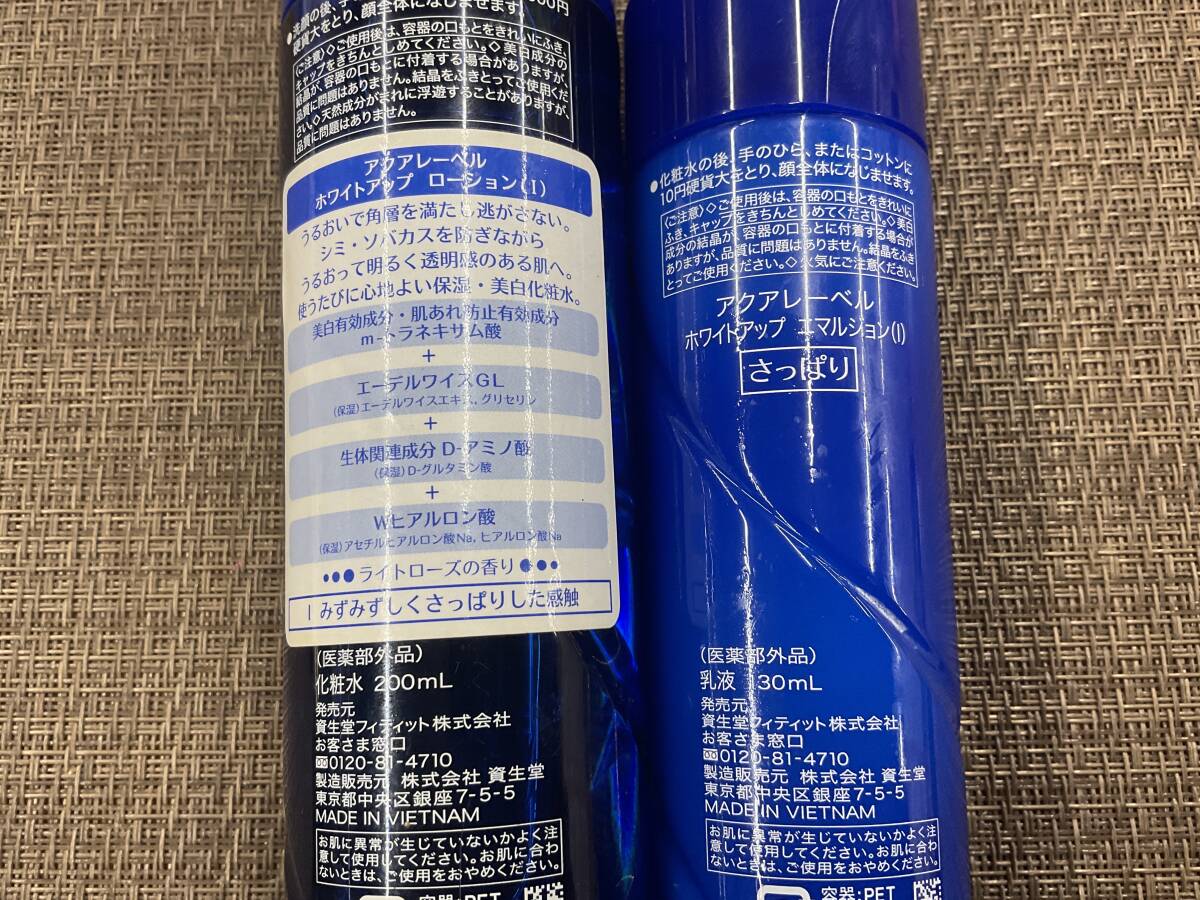 ●洗顔の後、手に
硬貨大をとり、顔全体になじませます。
〈ご注意〉◇ご使用後は、容器の口もとをきれいにふき、
キャップをきちんとしめてください。◇美白成分の
結晶が、容器の口もとに付着する場合がありますが、
品質に問題はありません。結晶をふきとってご使用くだ
さい。◇天然成分がまれに浮遊することがありますが、
品質に問題はありません。
アクアレーベル
ホワイトアップ ローション(I)
うるおいで角層を満たし逃がさない。
シミ・ソバカスを防ぎながら
うるおって明るく透明感のある肌へ。
使うたびに心地よい保湿・美白化粧水。
美白有効成分・肌あれ防止有効成分
m-トラネキサム酸
+
エーデルワイスGL
(保湿)エーデルワイスエキス, グリセリン
+
生体関連成分 D-アミノ酸
(保湿)D-グルタミン酸
+
Wヒアルロン酸
(保湿)アセチルヒアルロン酸Na, ヒアルロン酸Na
•●●ライトローズの香り●●•
I みずみずしくさっぱりした感触
(医薬部外品)
化粧水 200mL
発売元
資生堂フィティット株式会社
お客さま窓口
0120-81-4710
製造販売元 株式会社 資生堂
東京都中央区銀座7-5-5
MADE IN VIETNAM
お肌に異常が生じていないかよく注
意して使用してください。お肌に合わ
ないときは、ご使用をおやめください。
容器:PET
●化粧水の後、手のひら、またはコットンに
10円硬貨大をとり、顔全体になじませます。
〈ご注意〉◇ご使用後は、容器の口もとをきれいに
ふき、キャップをきちんとしめてください。◇美白
成分の結晶が、容器の口もとに付着する場合が
ありますが、品質に問題はありません。結晶をふき
とってご使用ください。◇火気にご注意ください。
アクアレーベル
ホワイトアップ エマルション(I)
さっぱり
(医薬部外品)
乳液 130mL
発売元
資生堂フィティット株式会社
お客さま窓口
0120-81-4710
製造販売元 株式会社 資生堂
東京都中央区銀座7-5-5
MADE IN VIETNAM
お肌に異常が生じていないかよく注
意して使用してください。お肌に合わ
ないときは、ご使用をおやめください。
容器:PET